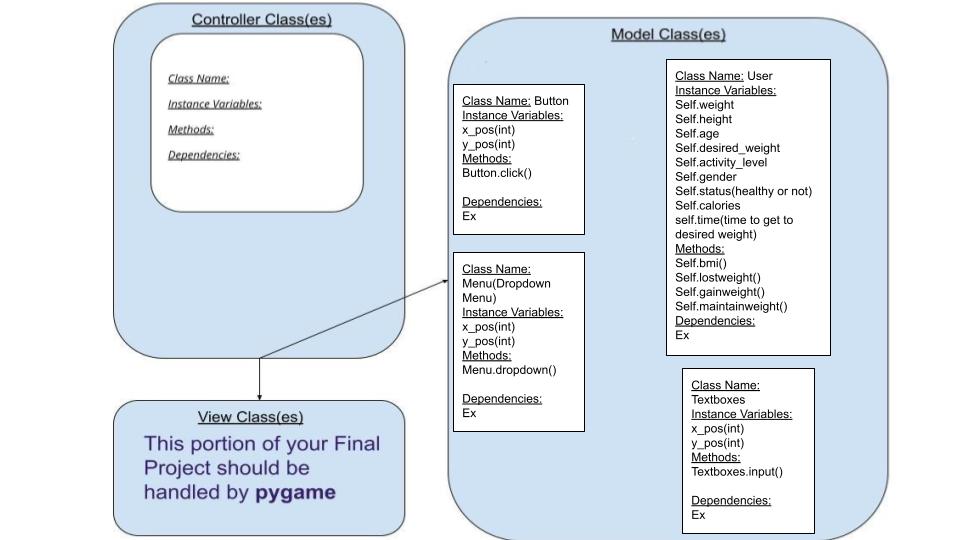 Controller Class(es)
Class Name:
Instance Variables:
Methods:
Dependencies:
View Class(es)
This portion of your Final
Project should be
handled by pygame
Model Class(es)
Class Name: Button
Instance Variables:
x_pos(int)
y_pos(int)
Methods:
Button.click()
Dependencies:
Ex
Class Name:
Menu(Dropdown
Menu)
Instance Variables:
x_pos(int)
y_pos(int)
Methods:
Menu.dropdown()
Dependencies:
Ex
Class Name: User
Instance Variables:
Self.weight
Self.height
Self.age
Self.desired_weight
Self.activity_level
Self.gender
Self.status(healthy or not)
Self.calories
self.time(time to get to
desired weight)
Methods:
Self.bmi()
Self.lostweight()
Self.gainweight()
Self.maintainweight()
Dependencies:
Ex
Class Name:
Textboxes
Instance Variables:
x_pos(int)
y_pos(int)
Methods:
Textboxes.input()
Dependencies:
Ex